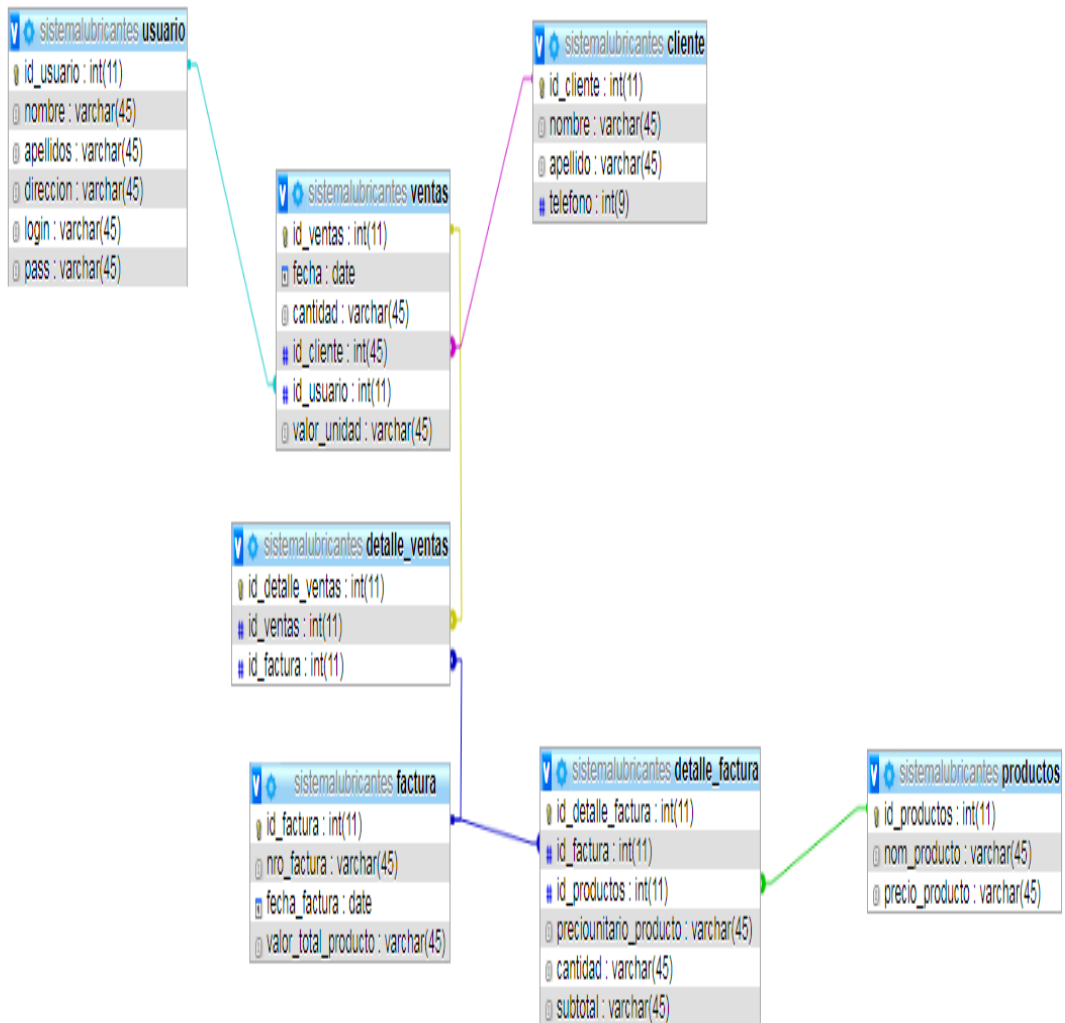 sistemalubricantes usuario
id_usuario : int(11)
nombre : varchar(45)
apellidos : varchar(45)
direccion : varchar(45)
login : varchar(45)
pass : varchar(45)
sistemalubricantes cliente
id_cliente : int(11)
nombre : varchar(45)
apellido : varchar(45)
telefono : int(9)
sistemalubricantes ventas
id_ventas : int(11)
fecha : date
cantidad : varchar(45)
id_cliente : int(45)
id_usuario : int(11)
valor_unidad : varchar(45)
sistemalubricantes detalle_ventas
id_detalle_ventas : int(11)
id_ventas : int(11)
id_factura : int(11)
sistemalubricantes factura
id_factura : int(11)
nro_factura : varchar(45)
fecha_factura : date
valor_total_producto : varchar(45)
sistemalubricantes detalle_factura
id_detalle_factura : int(11)
id_factura : int(11)
id_productos : int(11)
preciounitario_producto : varchar(45)
cantidad : varchar(45)
subtotal : varchar(45)
sistemalubricantes productos
id_productos : int(11)
nom_producto : varchar(45)
precio_producto : varchar(45)